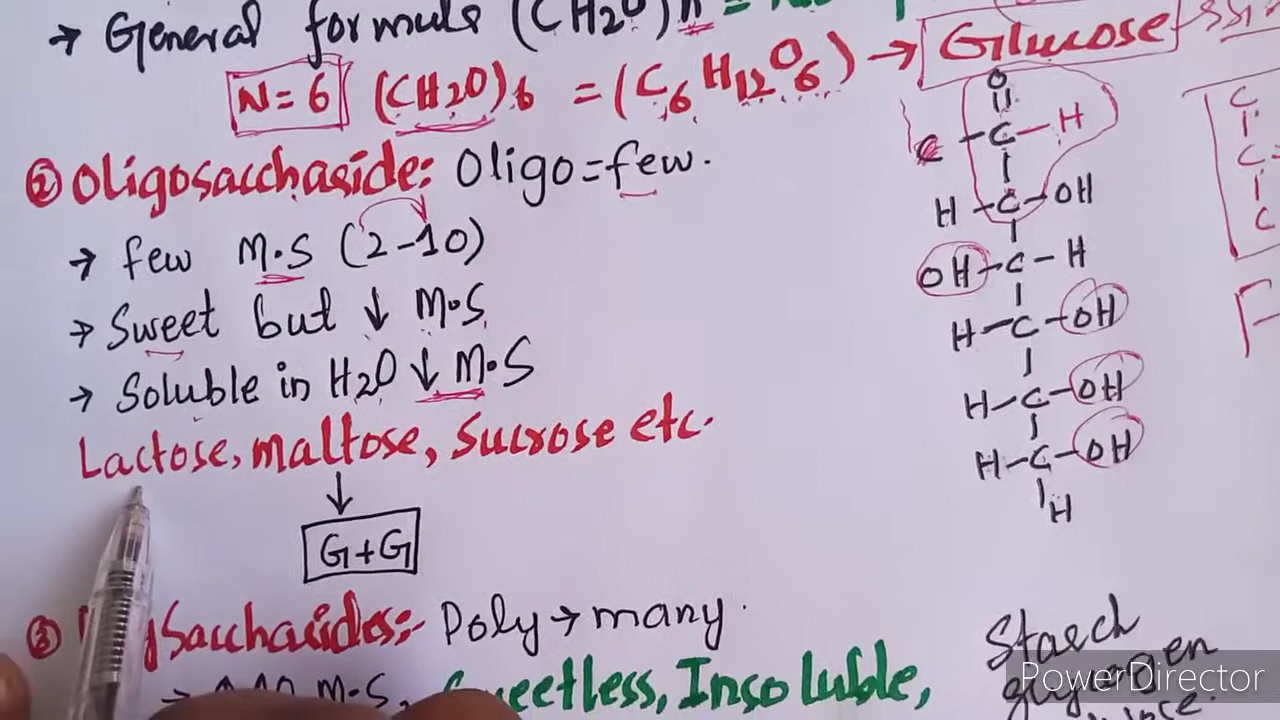 → General formula (CH2O)n =
N=6 (CH2O)6 = (C6H12O6) → Glucose
② Oligosaccharide: Oligo=few.
→ few M.S (2-10)
→ Sweet but ↓ M.S
→ Soluble in H2O ↓ M.S
Lactose, maltose, Sucrose etc.
↓
G+G
③ Saccharides:- Poly → many.
M.S, Sweetless, Insoluble,
O
C - C - H
H - C - OH
OH - C - H
H - C - OH
H - C - OH
H - C - OH
H
C
C
C
F
Starch
glycogen
PowerDirector